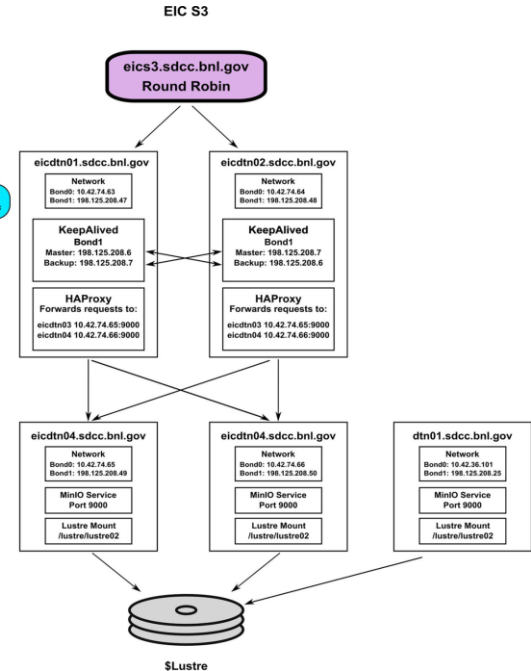 EIC S3
eics3.sdcc.bnl.gov
Round Robin
eicdtn01.sdcc.bnl.gov
Network
Bond0: 10.42.74.63
Bond1: 198.125.208.47
KeepAlived
Bond1
Master: 198.125.208.6
Backup: 198.125.208.7
HAProxy
Forwards requests to:
eicdtn03 10.42.74.65:9000
eicdtn04 10.42.74.66:9000
eicdtn02.sdcc.bnl.gov
Network
Bond0: 10.42.74.64
Bond1: 198.125.208.48
KeepAlived
Bond1
Master: 198.125.208.7
Backup: 198.125.208.6
HAProxy
Forwards requests to:
eicdtn03 10.42.74.65:9000
eicdtn04 10.42.74.66:9000
eicdtn04.sdcc.bnl.gov
Network
Bond0: 10.42.74.65
Bond1: 198.125.208.49
MinIO Service
Port 9000
Lustre Mount
/lustre/lustre02
eicdtn04.sdcc.bnl.gov
Network
Bond0: 10.42.74.66
Bond1: 198.125.208.50
MinIO Service
Port 9000
Lustre Mount
/lustre/lustre02
dtn01.sdcc.bnl.gov
Network
Bond0: 10.42.36.101
Bond1: 198.125.208.25
MinIO Service
Port 9000
Lustre Mount
/lustre/lustre02
$Lustre